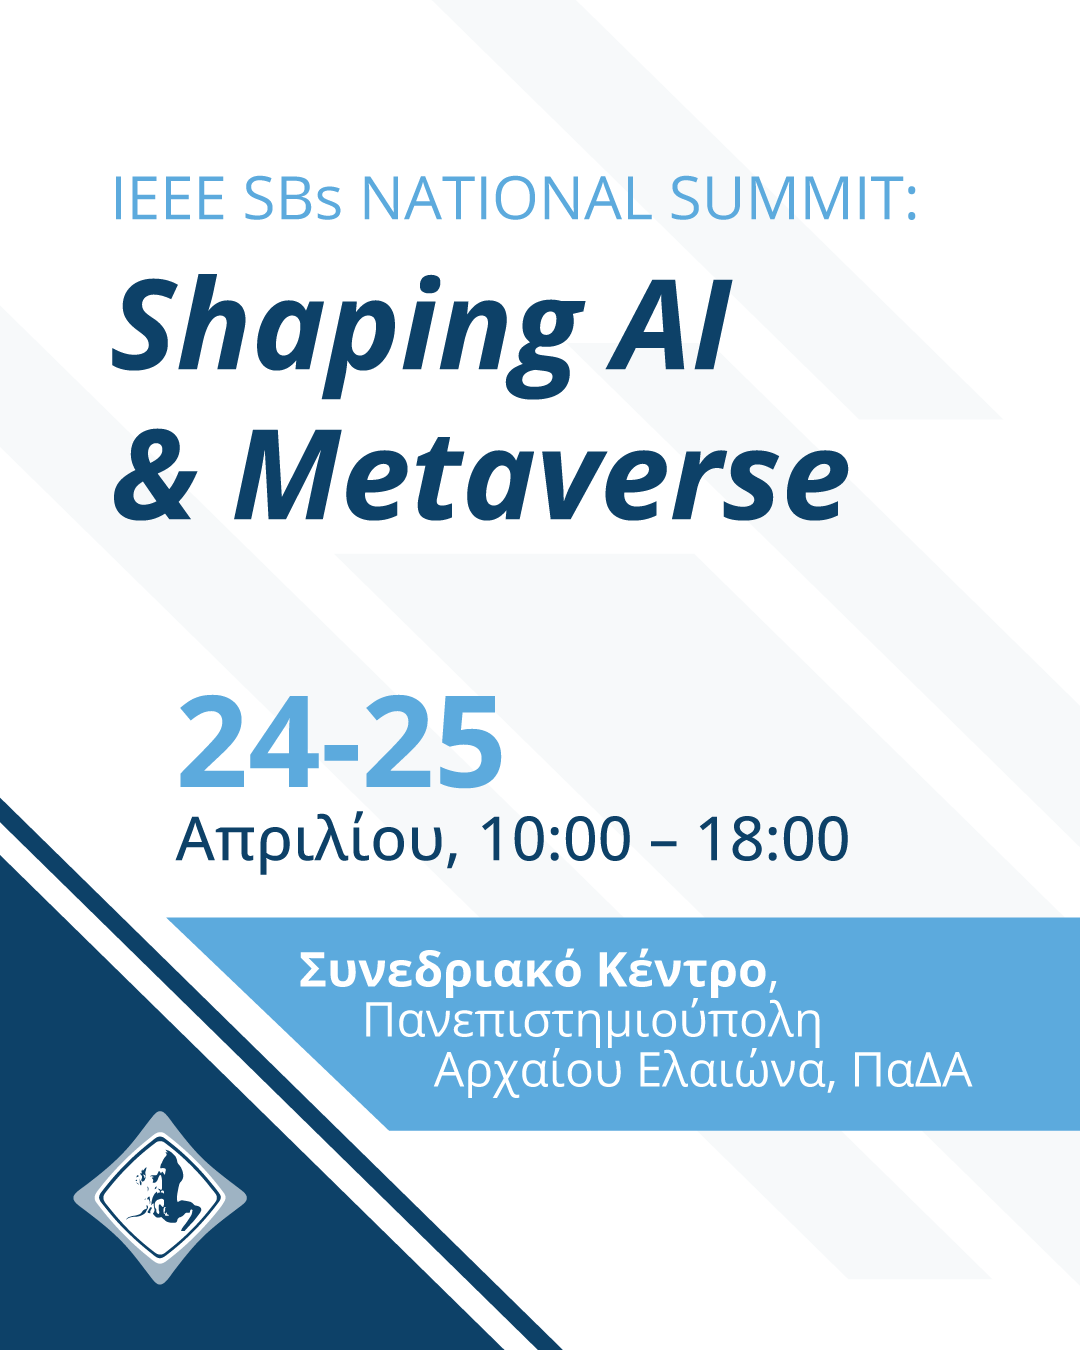 IEEE SBs NATIONAL SUMMIT:
Shaping AI
& Metaverse
24-25
Απριλίου, 10:00 – 18:00
Συνεδριακό Κέντρο,
Πανεπιστημιούπολη
Αρχαίου Ελαιώνα, ΠαΔΑ